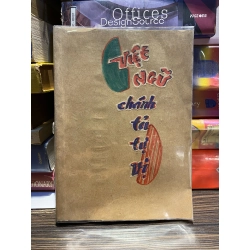 Offices
DesignSource
VIỆT
NGỮ
chánh
tả
tự
Vị